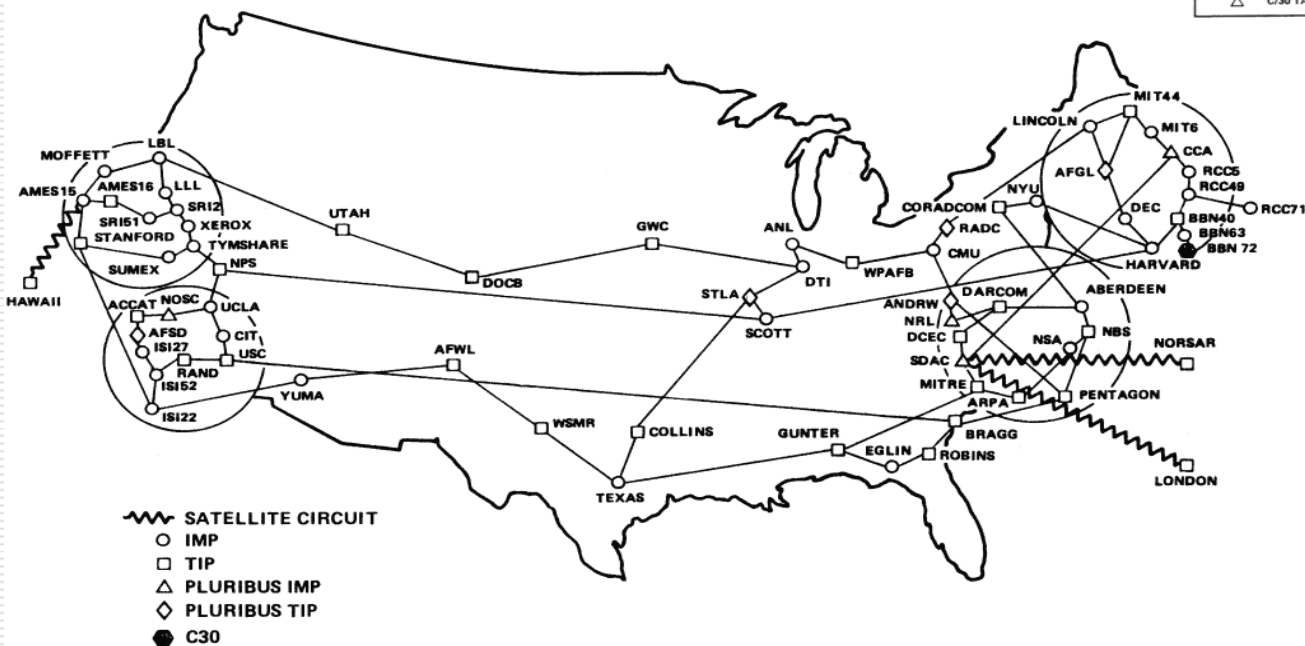 C/30 TA
MIT44
LINCOLN
MIT6
CCA
RCC5
RCC49
RCC71
AFGL
NYU
DEC
BBN40
BBN63
BBN 72
CORADCOM
RADC
HARVARD
LBL
MOFFETT
AMES15
AMES16
LLL
SRI2
SRI51
XEROX
STANFORD
TYMSHARE
SUMEX
NPS
HAWAII
UTAH
GWC
ANL
DOCB
DTI
WPAFB
CMU
STLA
SCOTT
ANDRW
DARCOM
ABERDEEN
NRL
DCEC
NBS
NSA
SDAC
NORSAR
MITRE
ARPA
PENTAGON
ACCAT
NOSC
UCLA
AFSD
CIT
ISI27
RAND
USC
ISI52
ISI22
YUMA
AFWL
WSMR
COLLINS
GUNTER
BRAGG
EGLIN
ROBINS
TEXAS
LONDON
SATELLITE CIRCUIT
IMP
TIP
PLURIBUS IMP
PLURIBUS TIP
C30